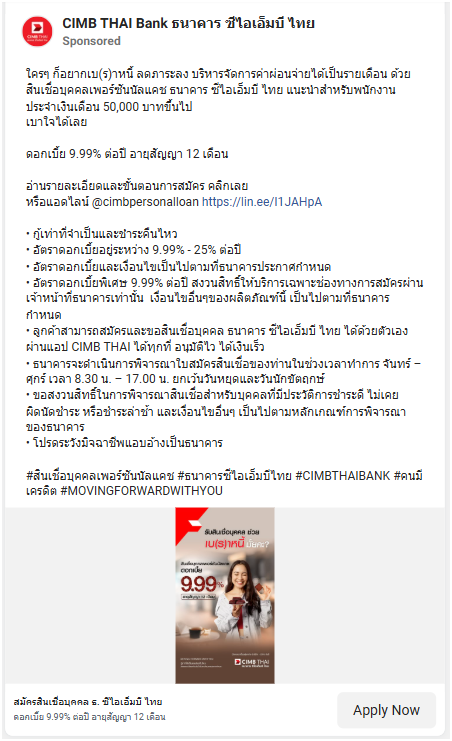 CIMB THAI Bank ธนาคาร ซีไอเอ็มบี ไทย
Sponsored
ใครๆ ก็อยากเบ(ร)าหนี้ ลดภาระลง บริหารจัดการค่าผ่อนจ่ายได้เป็นรายเดือน ด้วย
สินเชื่อบุคคลเพอร์ซันนัลแคช ธนาคาร ซีไอเอ็มบี ไทย แนะนำสำหรับพนักงาน
ประจำเงินเดือน 50,000 บาทขึ้นไป
เบาใจได้เลย
ดอกเบี้ย 9.99% ต่อปี อายุสัญญา 12 เดือน
อ่านรายละเอียดและขั้นตอนการสมัคร คลิกเลย
หรือแอดไลน์ @cimbpersonalloan https://lin.ee/I1JAHpA
• กู้เท่าที่จำเป็นและชำระคืนไหว
• อัตราดอกเบี้ยอยู่ระหว่าง 9.99% - 25% ต่อปี
• อัตราดอกเบี้ยและเงื่อนไขเป็นไปตามที่ธนาคารประกาศกำหนด
• อัตราดอกเบี้ยพิเศษ 9.99% ต่อปี สงวนสิทธิ์ให้บริการเฉพาะช่องทางการสมัครผ่าน
เจ้าหน้าที่ธนาคารเท่านั้น เงื่อนไขอื่นๆของผลิตภัณฑ์นี้ เป็นไปตามที่ธนาคาร
กำหนด
• ลูกค้าสามารถสมัครและขอสินเชื่อบุคคล ธนาคาร ซีไอเอ็มบี ไทย ได้ด้วยตัวเอง
ผ่านแอป CIMB THAI ได้ทุกที่ อนุมัติไว ได้เงินเร็ว
• ธนาคารจะดำเนินการพิจารณาใบสมัครสินเชื่อของท่านในช่วงเวลาทำการ จันทร์ –
ศุกร์ เวลา 8.30 น. – 17.00 น. ยกเว้นวันหยุดและวันนักขัตฤกษ์
• ขอสงวนสิทธิ์ในการพิจารณาสินเชื่อสำหรับบุคคลที่มีประวัติการชำระดี ไม่เคย
ผิดนัดชำระ หรือชำระล่าช้า และเงื่อนไขอื่นๆ เป็นไปตามหลักเกณฑ์การพิจารณา
ของธนาคาร
• โปรดระวังมิจฉาชีพแอบอ้างเป็นธนาคาร
#สินเชื่อบุคคลเพอร์ซันนัลแคช #ธนาคารซีไอเอ็มบีไทย #CIMBTHAIBANK #คนมี
เครดิต #MOVINGFORWARDWITHYOU
เบ(ร)าหนี้
ดอกเบี้ย
9.99%
CIMB THAI
สมัครสินเชื่อบุคคล ธ. ซีไอเอ็มบี ไทย
ดอกเบี้ย 9.99% ต่อปี อายุสัญญา 12 เดือน
Apply Now